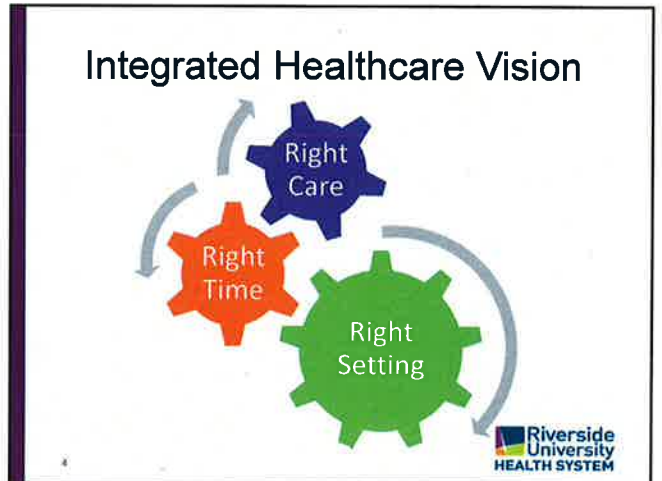 Integrated Healthcare Vision
Right
Care
Right
Time
Right
Setting
4
Riverside
University
HEALTH SYSTEM